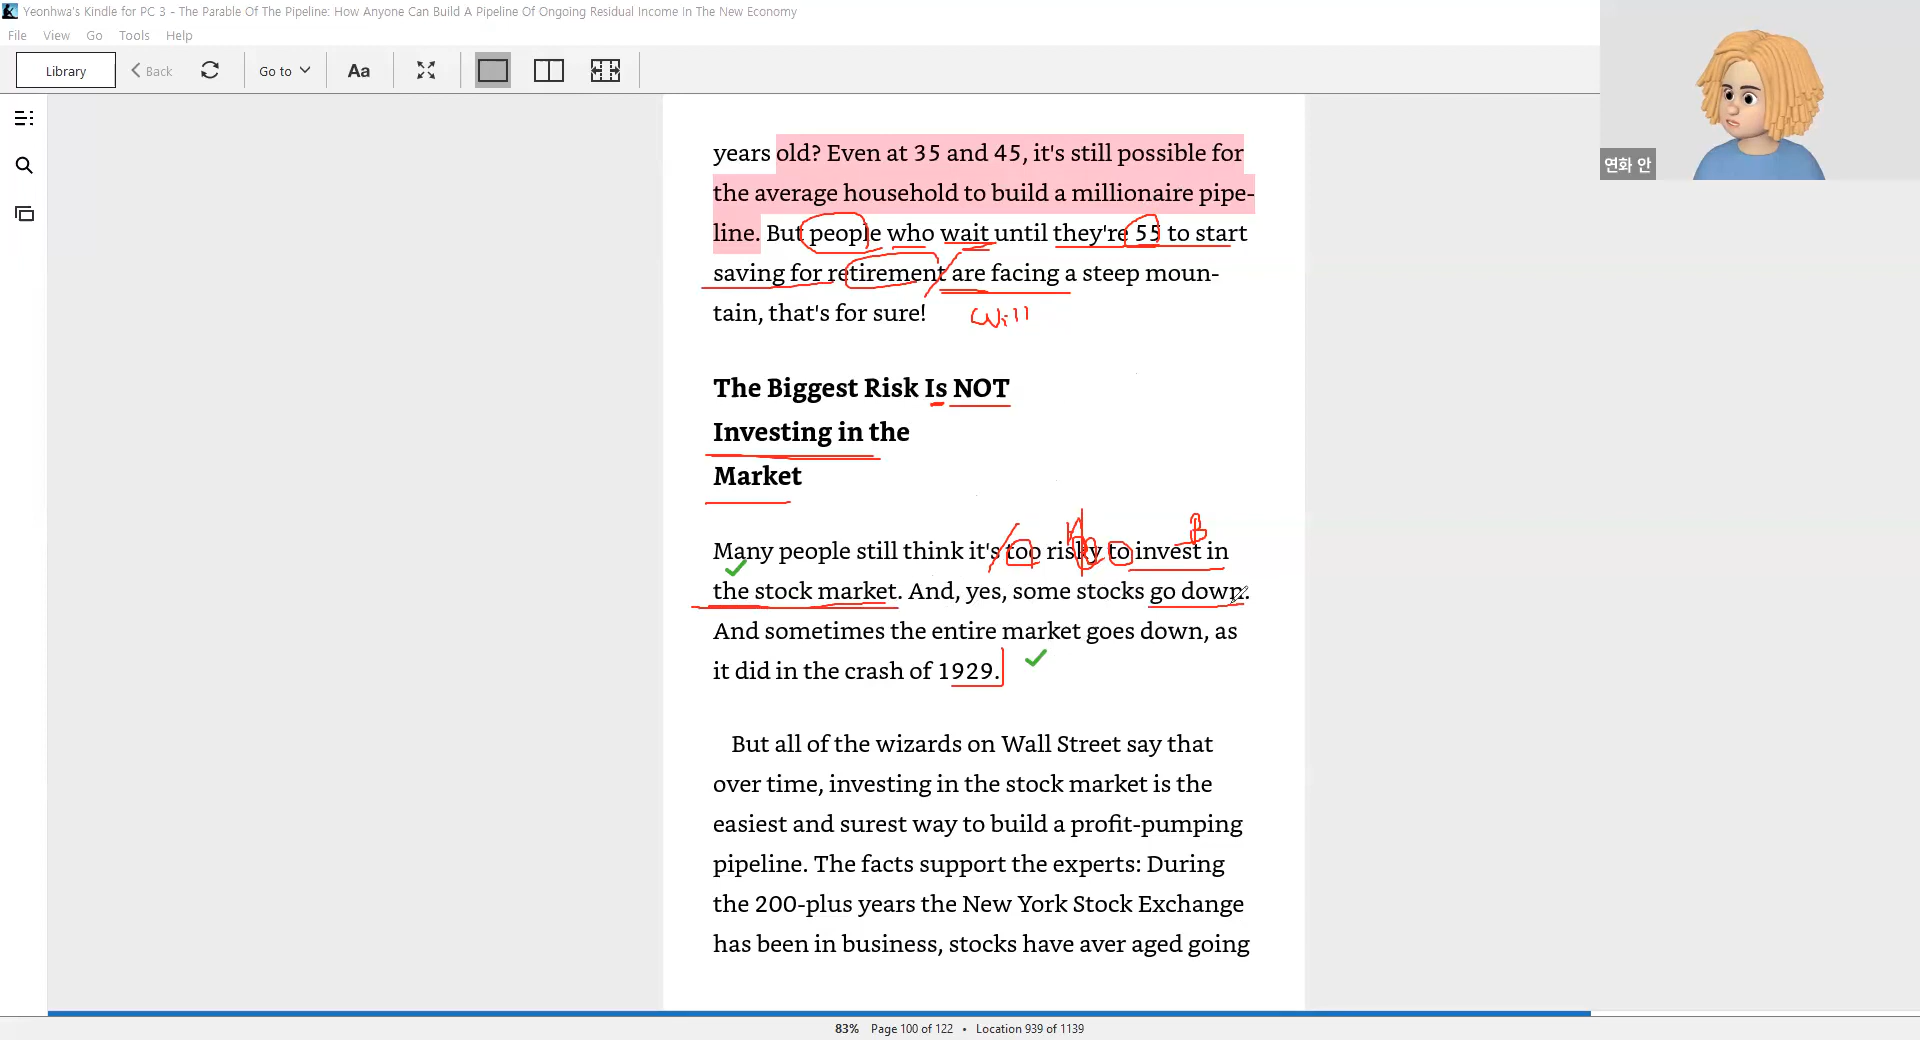 Yeonhwa's Kindle for PC 3 - The Parable Of The Pipeline: How Anyone Can Build A Pipeline Of Ongoing Residual Income In The New Economy
File View Go Tools Help
Library Back Go to Aa
연화 안
years old? Even at 35 and 45, it's still possible for
the average household to build a millionaire pipe-
line. But people who wait until they're 55 to start
saving for retirement are facing a steep moun-
tain, that's for sure!
will
The Biggest Risk Is NOT
Investing in the
Market
B
Many people still think it's too risky to invest in
the stock market. And, yes, some stocks go down.
And sometimes the entire market goes down, as
it did in the crash of 1929.
But all of the wizards on Wall Street say that
over time, investing in the stock market is the
easiest and surest way to build a profit-pumping
pipeline. The facts support the experts: During
the 200-plus years the New York Stock Exchange
has been in business, stocks have aver aged going
83% Page 100 of 122 • Location 939 of 1139